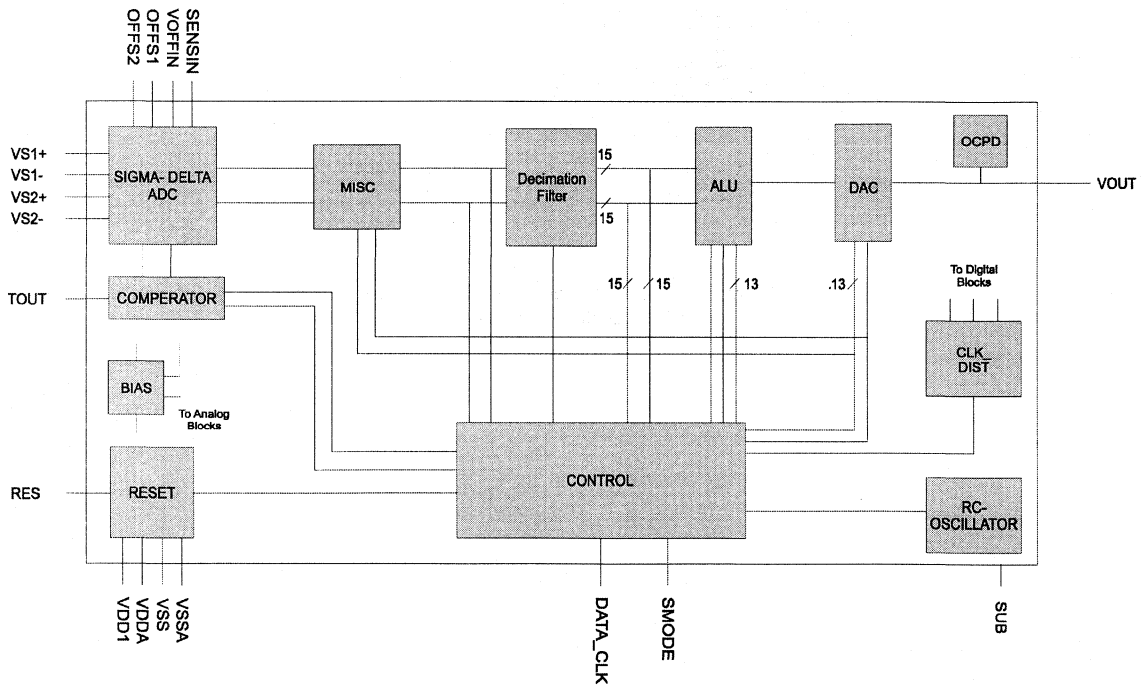 OFFS2
OFFS1
VOFFIN
SENSIN
VS1+
VS1-
VS2+
VS2-
SIGMA- DELTA
ADC
MISC
Decimation
Filter
15
15
ALU
DAC
OCPD
VOUT
TOUT
COMPERATOR
15
15
13
.13
To Digital
Blocks
CLK_
DIST
BIAS
To Analog
Blocks
RES
RESET
CONTROL
RC-
OSCILLATOR
VDD1
VDDA
VSS
VSSA
DATA_CLK
SMODE
SUB